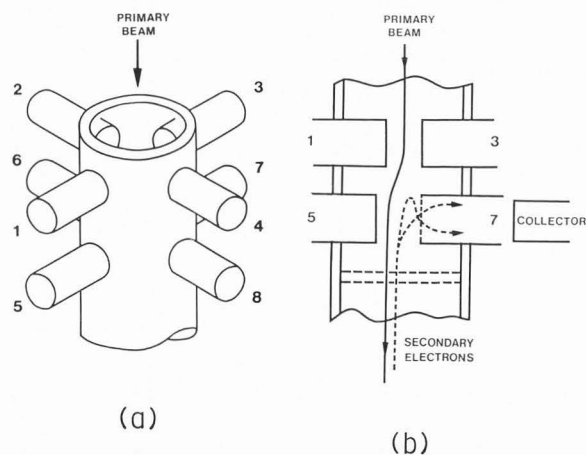 PRIMARY
BEAM
2
3
6
7
1
4
5
8
(a)
PRIMARY
BEAM
1
3
5
7
COLLECTOR
SECONDARY
ELECTRONS
(b)